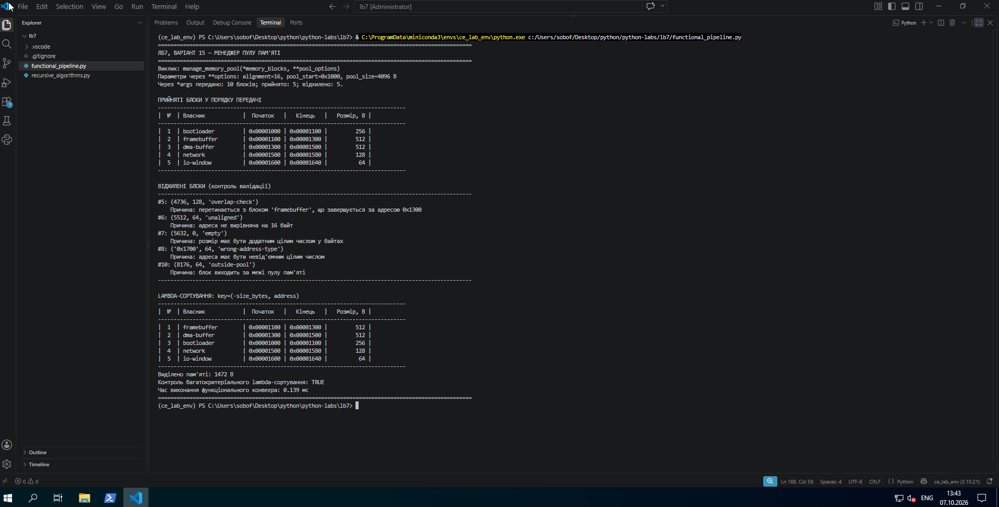 File Edit Selection View Go Run Terminal Help
lb7 [Administrator]
Explorer
Problems Output Debug Console Terminal Ports
Python
lb7
.vscode
.gitignore
functional_pipeline.py
recursive_algorithms.py
1
(ce_lab_env) PS C:\Users\sobof\Desktop\python\python-labs\lb7> & C:\ProgramData\miniconda3\envs\ce_lab_env\python.exe c:/Users/sobof/Desktop/python/python-labs/lb7/functional_pipeline.py
====================================================================================================
ЛБ7, ВАРІАНТ 15 — МЕНЕДЖЕР ПУЛУ ПАМ'ЯТІ
====================================================================================================
Виклик: manage_memory_pool(*memory_blocks, **pool_options)
Параметри через **options: alignment=16, pool_start=0x1000, pool_size=4096 B
Через *args передано: 10 блоків; прийнято: 5; відхилено: 5.
ПРИЙНЯТІ БЛОКИ У ПОРЯДКУ ПЕРЕДАЧІ
-------------------------------------------------------------------------------
| № | Власник | Початок | Кінець | Розмір, B |
-------------------------------------------------------------------------------
| 1 | bootloader | 0x00001000 | 0x00001100 | 256 |
| 2 | framebuffer | 0x00001100 | 0x00001300 | 512 |
| 3 | dma-buffer | 0x00001300 | 0x00001500 | 512 |
| 4 | network | 0x00001500 | 0x00001580 | 128 |
| 5 | io-window | 0x00001600 | 0x00001640 | 64 |
-------------------------------------------------------------------------------
ВІДХИЛЕНІ БЛОКИ (контроль валідації)
----------------------------------------------------------------------------------------------------
#5: (4736, 128, 'overlap-check')
Причина: перетинається з блоком 'framebuffer', що завершується за адресою 0x1300
#6: (5512, 64, 'unaligned')
Причина: адреса не вирівняна на 16 байт
#7: (5632, 0, 'empty')
Причина: розмір має бути додатним цілим числом у байтах
#8: ('0x1700', 64, 'wrong-address-type')
Причина: адреса має бути невід'ємним цілим числом
#10: (8176, 64, 'outside-pool')
Причина: блок виходить за межі пулу пам'яті
----------------------------------------------------------------------------------------------------
LAMBDA-СОРТУВАННЯ: key=(-size_bytes, address)
-------------------------------------------------------------------------------
| № | Власник | Початок | Кінець | Розмір, B |
-------------------------------------------------------------------------------
| 1 | framebuffer | 0x00001100 | 0x00001300 | 512 |
| 2 | dma-buffer | 0x00001300 | 0x00001500 | 512 |
| 3 | bootloader | 0x00001000 | 0x00001100 | 256 |
| 4 | network | 0x00001500 | 0x00001580 | 128 |
| 5 | io-window | 0x00001600 | 0x00001640 | 64 |
-------------------------------------------------------------------------------
Виділено пам'яті: 1472 B
Контроль багатокритеріального lambda-сортування: TRUE
Час виконання функціонального конвеєра: 0.139 мс
====================================================================================================
(ce_lab_env) PS C:\Users\sobof\Desktop\python\python-labs\lb7>
Outline
Timeline
0 0
Ln 188, Col 58 Spaces: 4 UTF-8 CRLF { } Python ce_lab_env (3.10.21)
ENG
13:43
07.10.2026